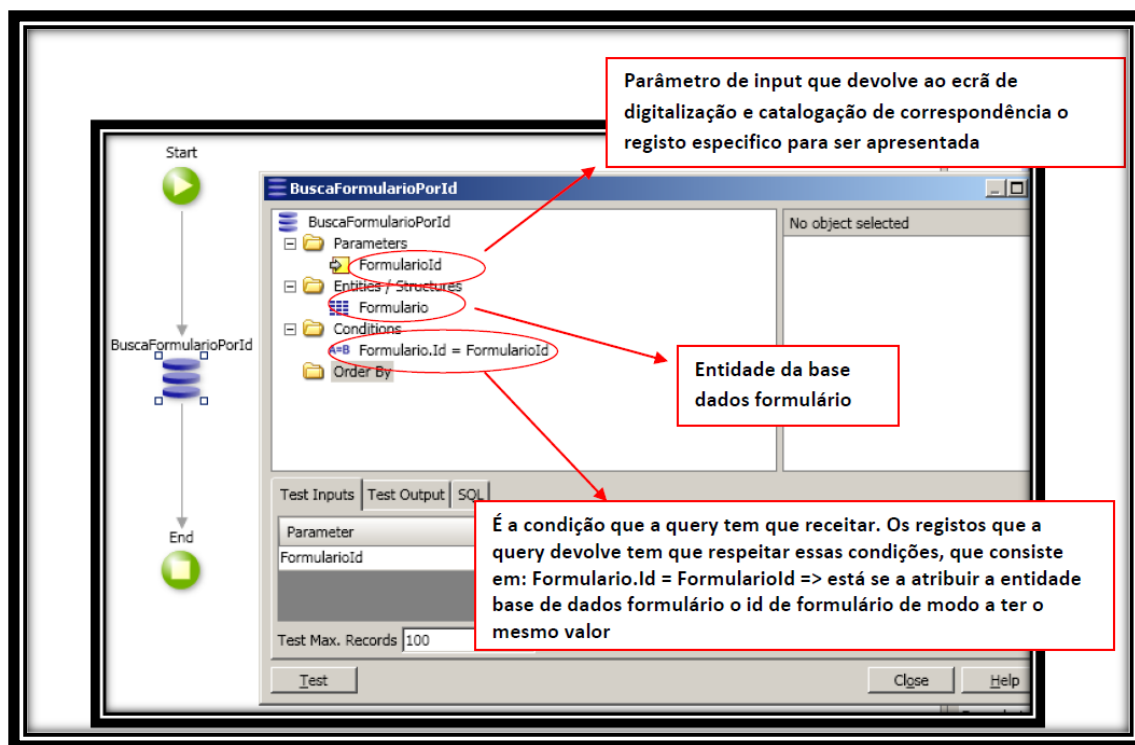 Parâmetro de input que devolve ao ecrã de
digitalização e catalogação de correspondência o
registo especifico para ser apresentada
Start
BuscaFormularioPorId
BuscaFormularioPorId
No object selected
Parameters
FormularioId
Entities / Structures
Formulario
Conditions
A=B Formulario.Id = FormularioId
Order By
BuscaFormularioPorId
Entidade da base
dados formulário
Test Inputs Test Output SQL
Parameter
FormularioId
É a condição que a query tem que receitar. Os registos que a
query devolve tem que respeitar essas condições, que consiste
em: Formulario.Id = FormularioId => está se a atribuir a entidade
base de dados formulário o id de formulário de modo a ter o
mesmo valor
End
Test Max. Records 100
Test
Close
Help